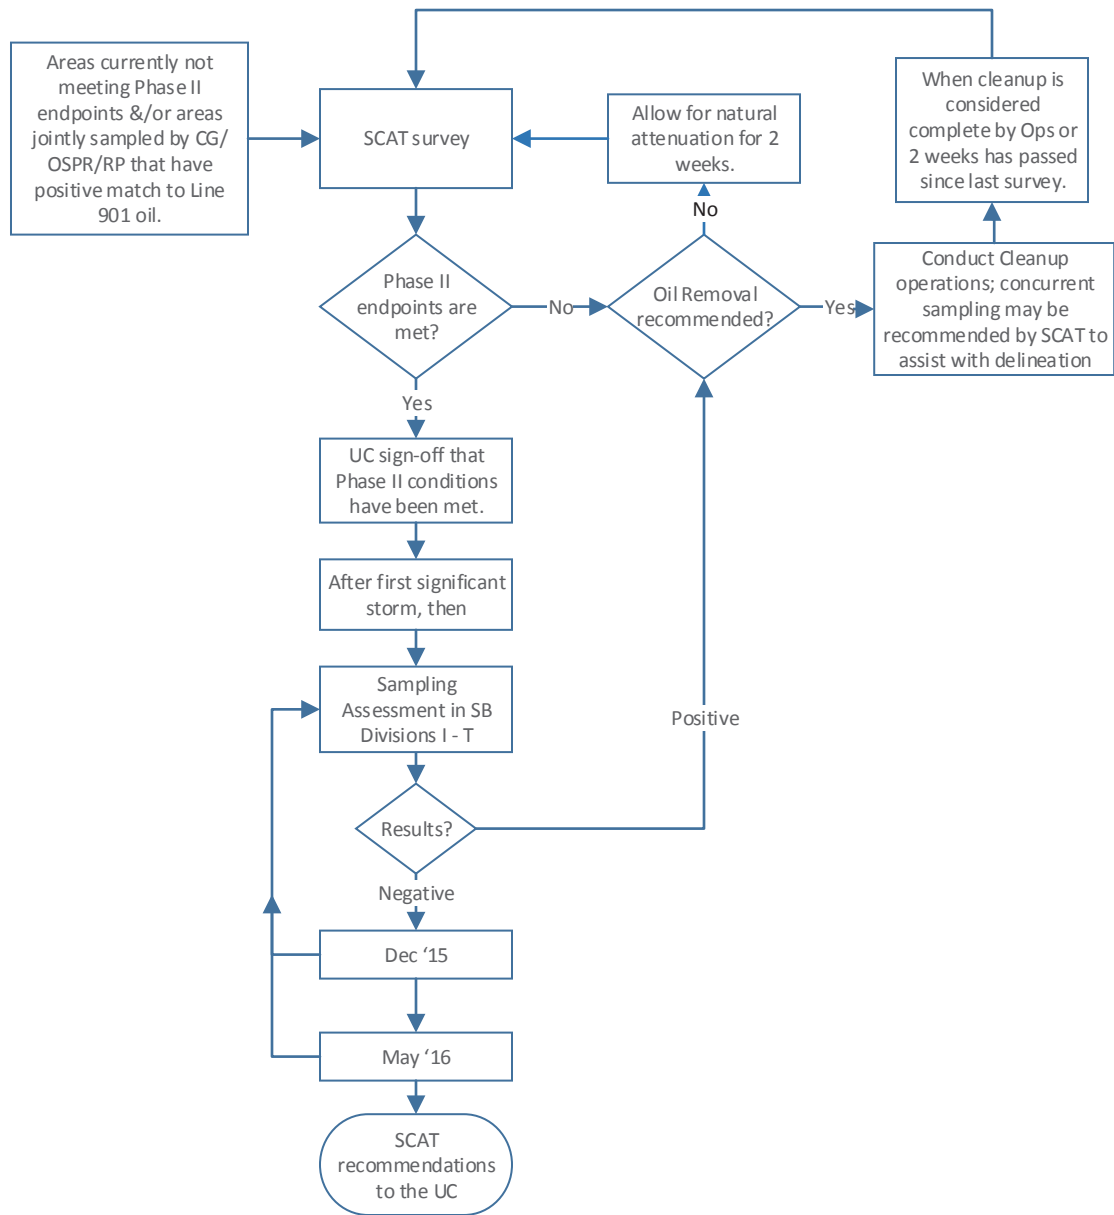 Areas currently not
meeting Phase II
endpoints &/or areas
jointly sampled by CG/
OSPR/RP that have
positive match to Line
901 oil.
SCAT survey
Allow for natural
attenuation for 2
weeks.
When cleanup is
considered
complete by Ops or
2 weeks has passed
since last survey.
No
Phase II
endpoints are
met?
No
Oil Removal
recommended?
Yes
Conduct Cleanup
operations; concurrent
sampling may be
recommended by SCAT to
assist with delineation
Yes
UC sign-off that
Phase II conditions
have been met.
After first significant
storm, then
Sampling
Assessment in SB
Divisions I - T
Positive
Results?
Negative
Dec ‘15
May ‘16
SCAT
recommendations
to the UC